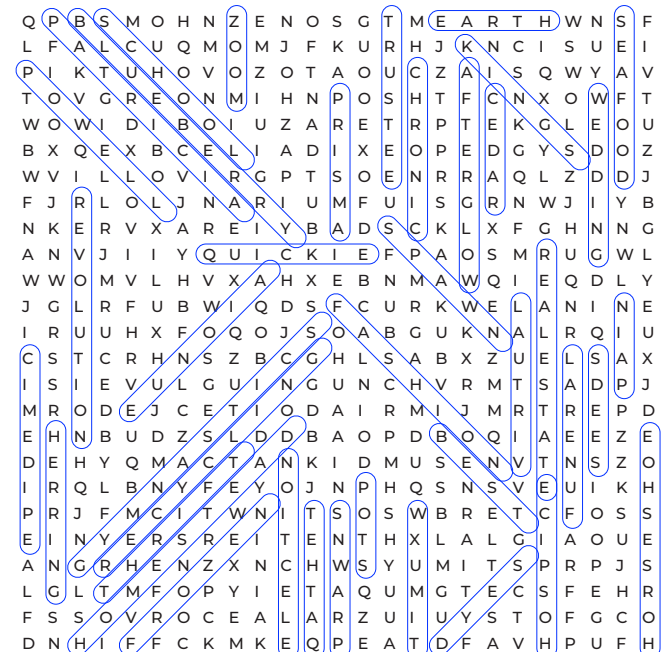 Q P B S M O H N Z E N O S G T M E A R T H W N S F
L F A L C U Q M O M J F K U R H J K N C I S U E I
P I K T U H O V O Z O T A O U C Z A I S Q W Y A V
T O V G R E O N M I H N P O S H T F C N X O W F T
W O W I D I B O I U Z A R E T R P T E K G L E O U
B X Q E X B C E L I A D I X E O P E D G Y S D O Z
W V I L L O V I R G P T S O E N R R A Q L Z D D J
F J R L O L J N A R I U M F U I S G R N W J I Y B
N K E R V X A R E I Y B A D S C K L X F G H N N G
A N V J I I Y Q U I C K I E F P A O S M R U G W L
W W O M V L H V X A H X E B N M A W Q I E Q D L Y
J G L R F U B W I Q D S F C U R K W E L A N I N E
I R U U H X F O Q O J S O A B G U K N A L R Q I U
C S T C R H N S Z B C G H L S A B X Z U E L S A X
I S I E V U L G U I N G U N C H V R M T S A D P J
M R O D E J C E T I O D A I R M I J M R T R E P D
E H N B U D Z S L D D B A O P D B O Q I A E E Z E
D E H Y Q M A C T A N K I D M U S E N V T N S Z O
I R Q L B N Y F E Y O J N P H Q S N S V E U I K H
P R J F M C I T W N I T S O S W B R E T C F O S S
E I N Y E R S R E I T E N T H X L A L G I A O U E
A N G R H E N Z X N C H W S Y U M I T S P R P J S
L G L T M F O P Y I E T A Q U M G T E C S F E H R
F S S O V R O C E A L A R Z U I U Y S T O F G C O
D N H I F F C K M K E Q P E A T D F A V H P U F H